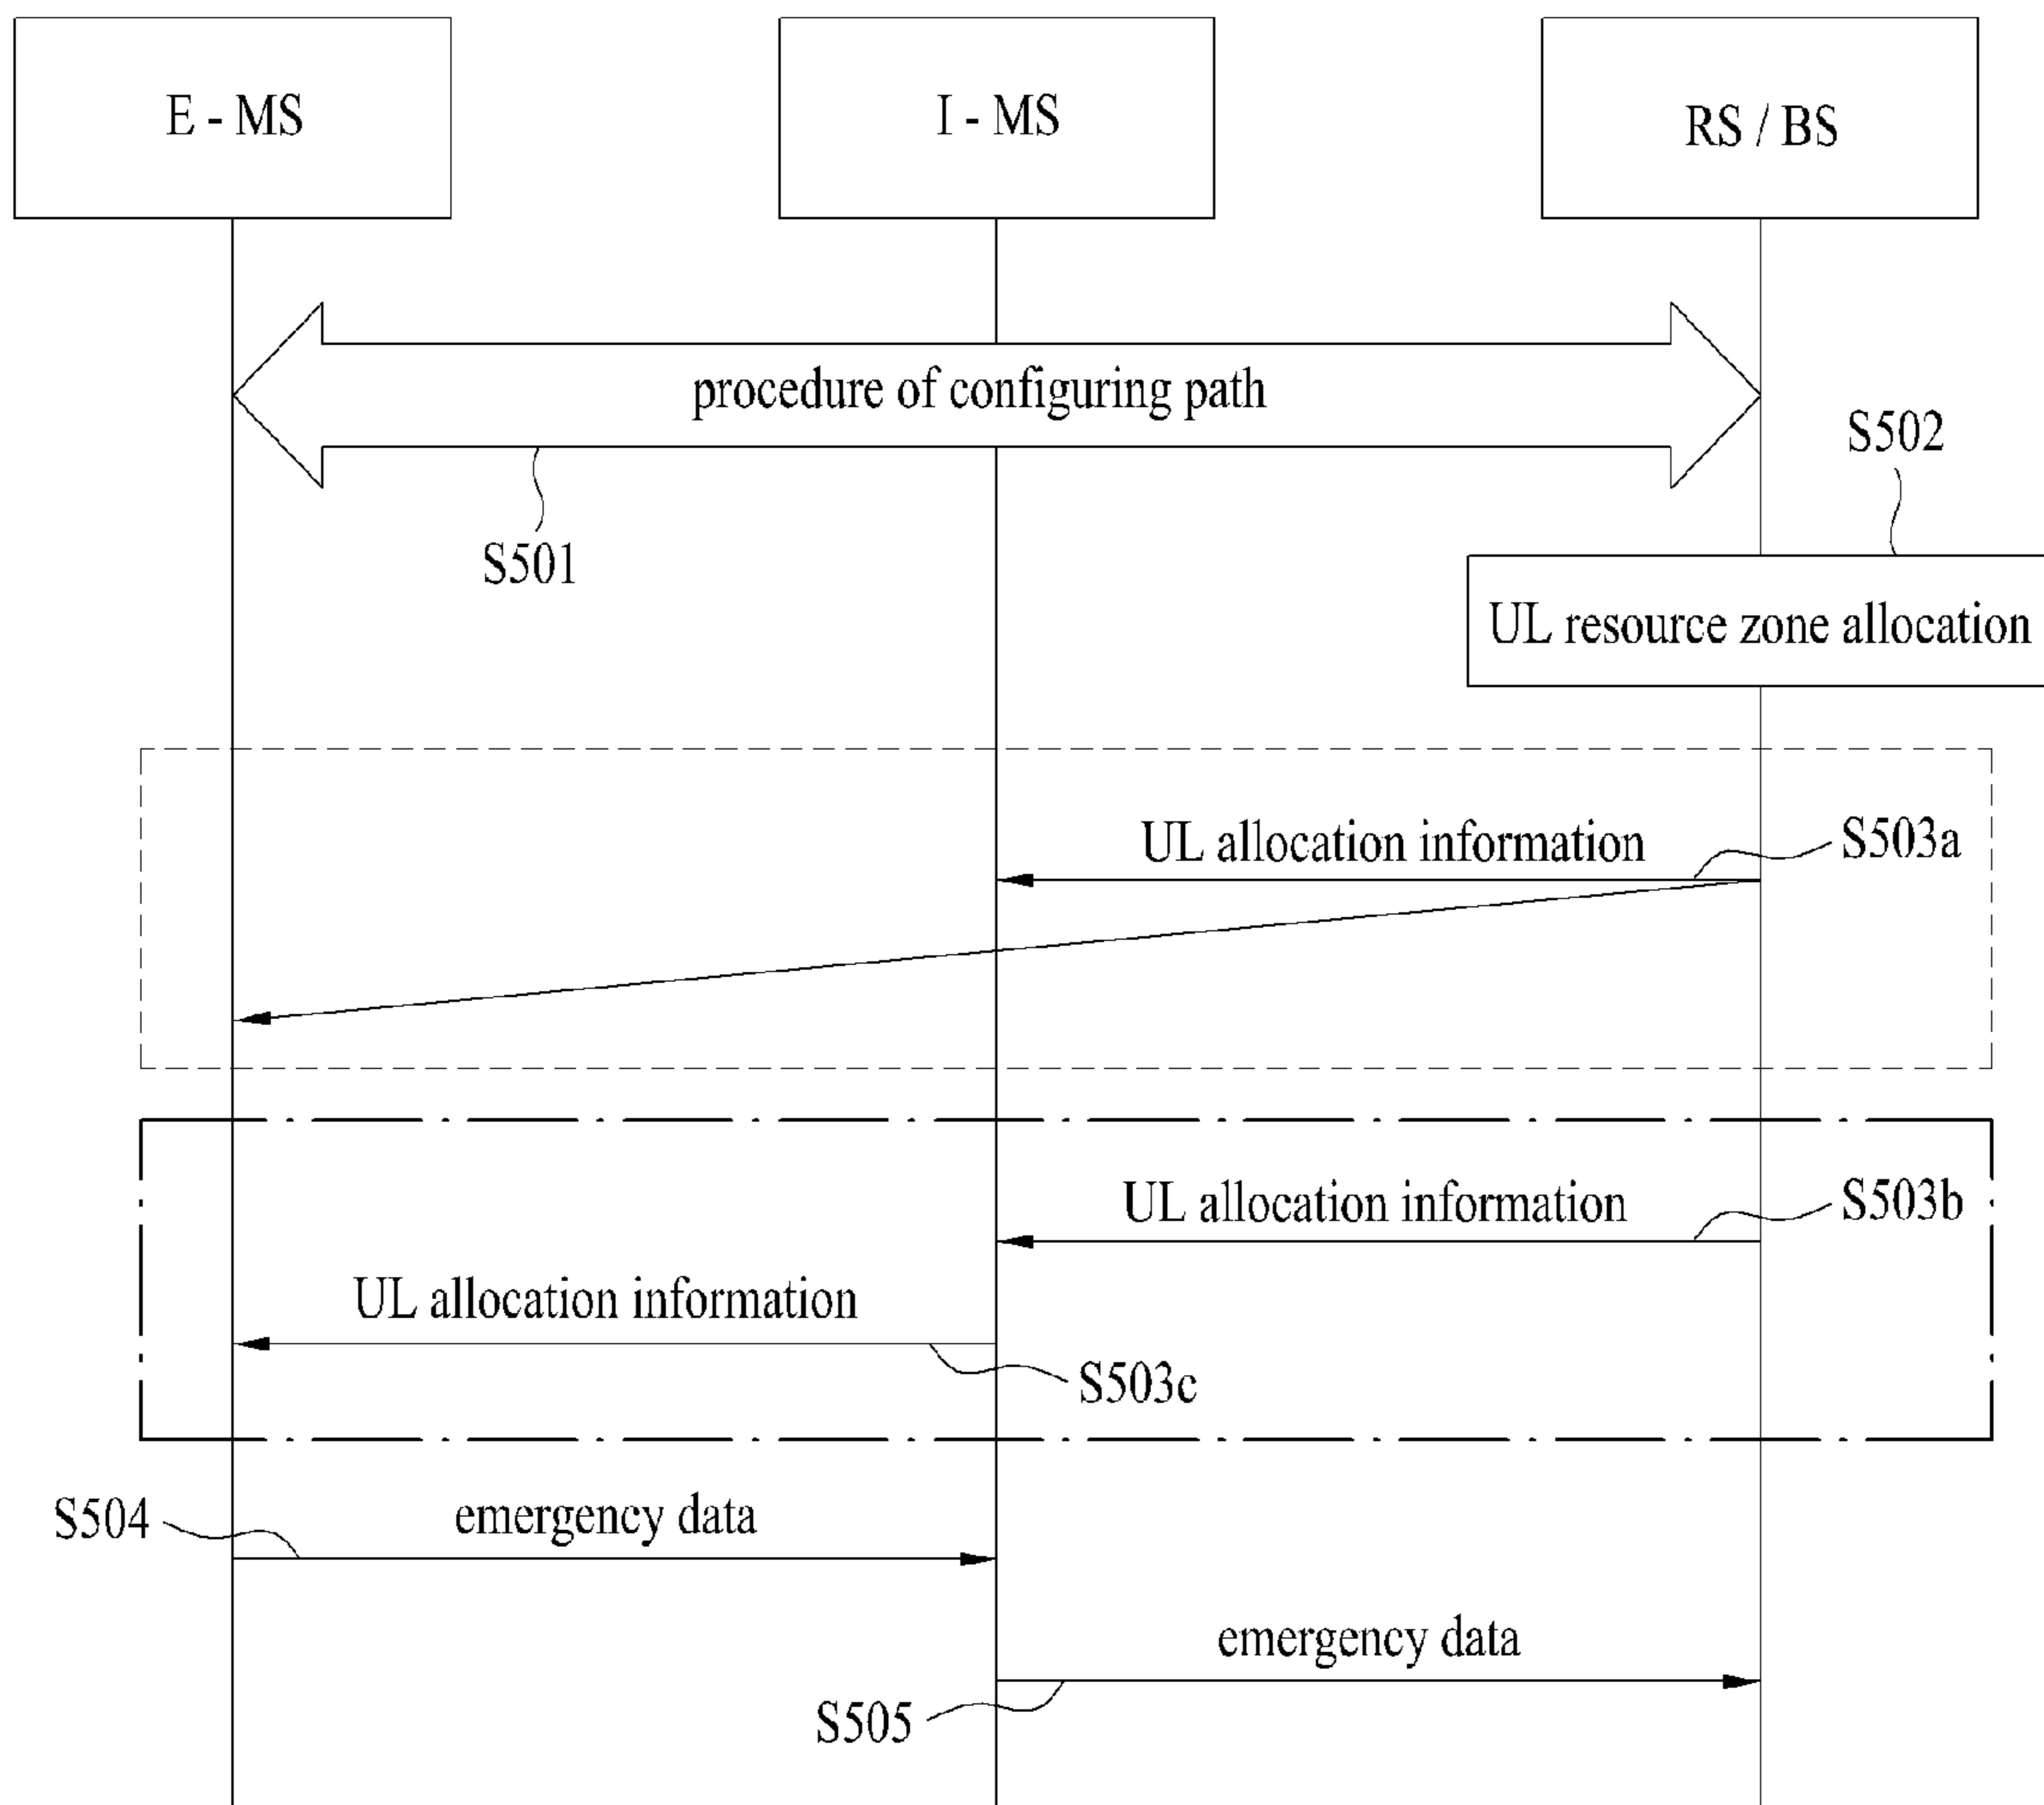 E - MS
I - MS
RS / BS
procedure of configuring path
S501
S502
UL resource zone allocation
UL allocation information
S503a
UL allocation information
S503b
UL allocation information
S503c
S504
emergency data
emergency data
S505